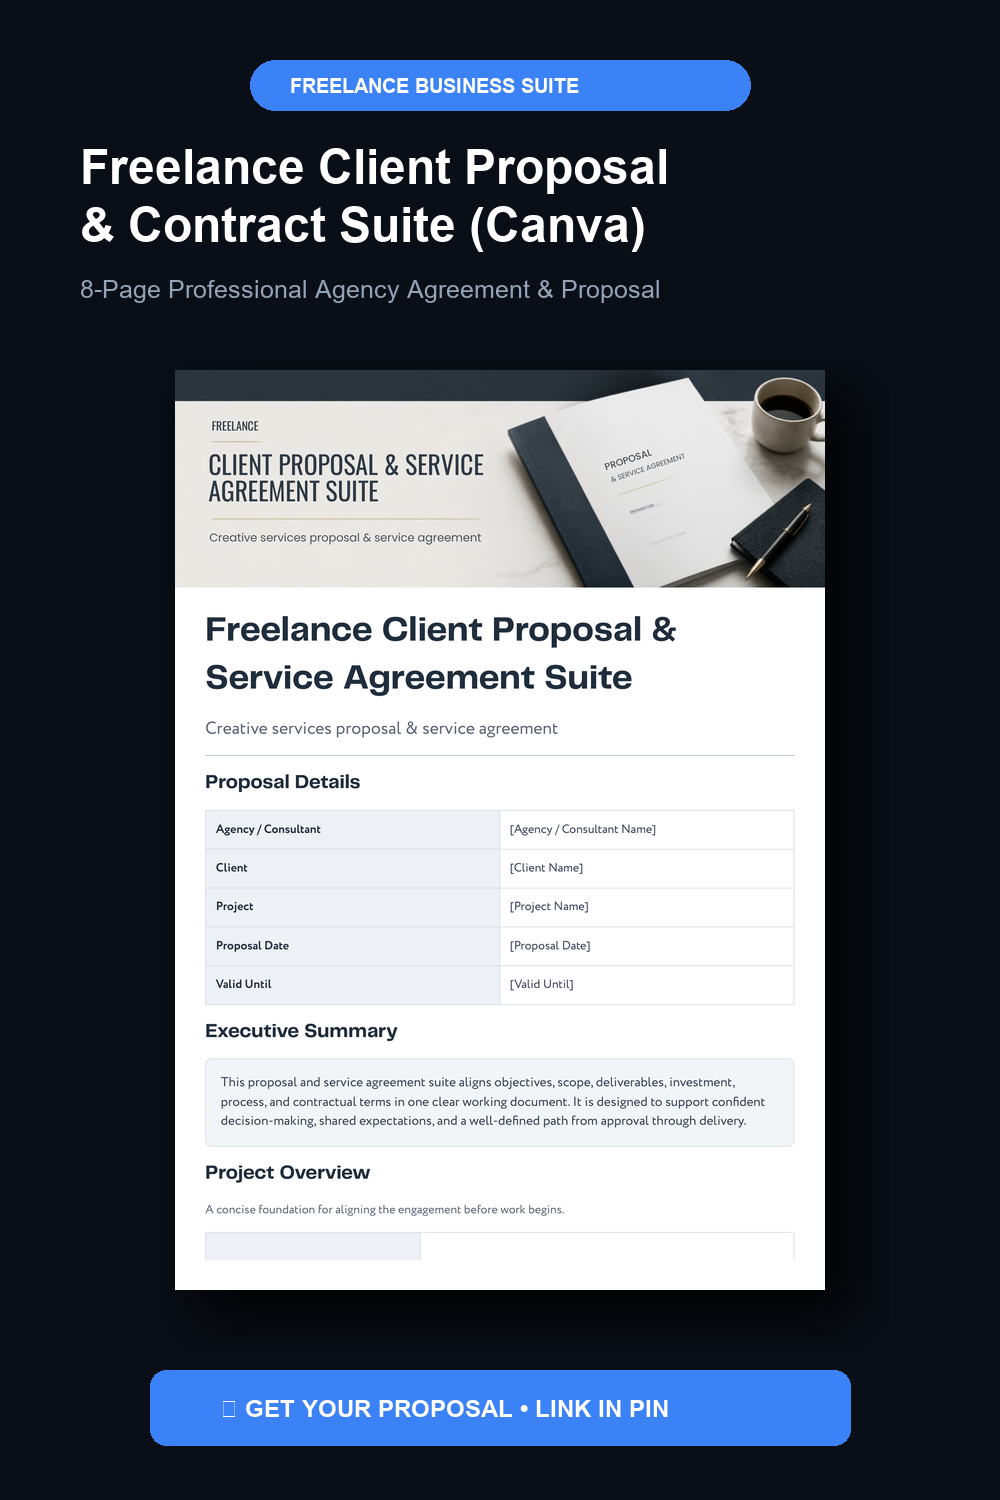 FREELANCE BUSINESS SUITE
Freelance Client Proposal
& Contract Suite (Canva)
8-Page Professional Agency Agreement & Proposal
FREELANCE
CLIENT PROPOSAL & SERVICE
AGREEMENT SUITE
Creative services proposal & service agreement
PROPOSAL
& SERVICE AGREEMENT
PREPARED FOR
Freelance Client Proposal &
Service Agreement Suite
Creative services proposal & service agreement
Proposal Details
Agency / Consultant [Agency / Consultant Name]
Client [Client Name]
Project [Project Name]
Proposal Date [Proposal Date]
Valid Until [Valid Until]
Executive Summary
This proposal and service agreement suite aligns objectives, scope, deliverables, investment,
process, and contractual terms in one clear working document. It is designed to support confident
decision-making, shared expectations, and a well-defined path from approval through delivery.
Project Overview
A concise foundation for aligning the engagement before work begins.
GET YOUR PROPOSAL • LINK IN PIN